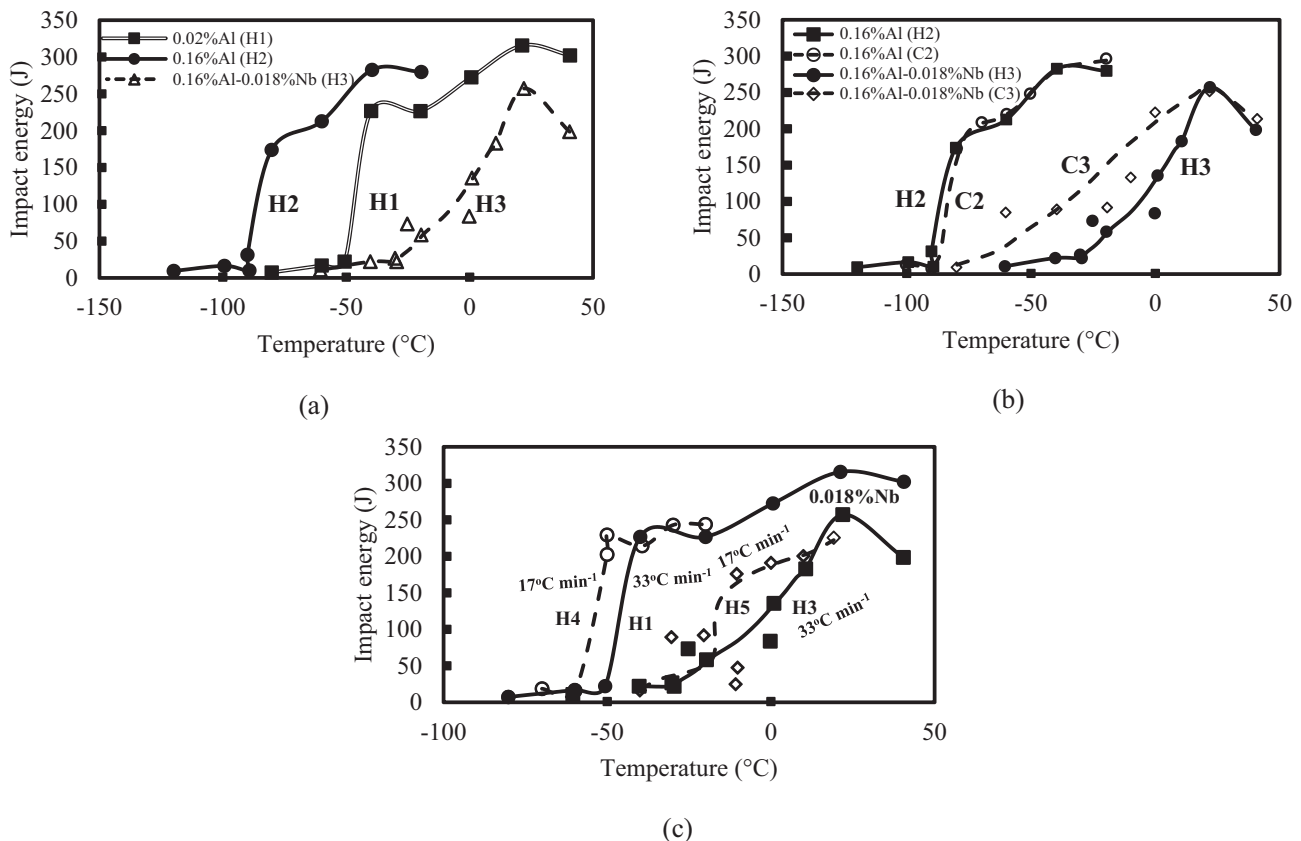 350
300
250
200
150
100
50
0
Impact energy (J)
0.02%Al (H1)
0.16%Al (H2)
0.16%Al-0.018%Nb (H3)
H2
H1
H3
-150
-100
-50
0
50
Temperature (°C)
(a)
350
300
250
200
150
100
50
0
Impact energy (J)
0.16%Al (H2)
0.16%Al (C2)
0.16%Al-0.018%Nb (H3)
0.16%Al-0.018%Nb (C3)
H2
C2
C3
H3
-150
-100
-50
0
50
Temperature (°C)
(b)
350
300
250
200
150
100
50
0
Impact energy (J)
0.018%Nb
17°C min⁻¹
33°C min⁻¹
17°C min⁻¹
H4
H1
H5
H3
33°C min⁻¹
-100
-50
0
50
Temperature (°C)
(c)